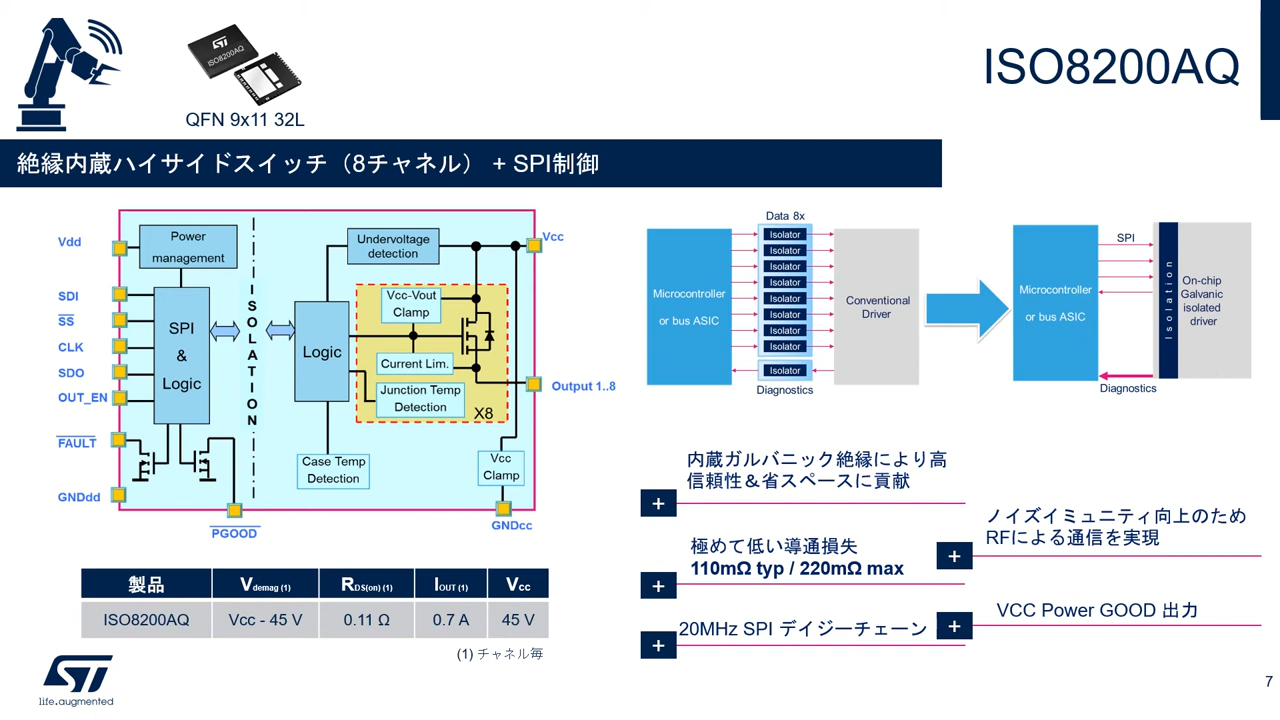 ISO8200AQ
QFN 9x11 32L
ISO8200AQ
絶縁内蔵ハイサイドスイッチ（8チャネル） + SPI制御
Vdd
SDI
SS
CLK
SDO
OUT_EN
FAULT
GNDdd
PGOOD
Power
management
SPI
&
Logic
ISOLATION
Logic
Undervoltage
detection
Vcc-Vout
Clamp
Current Lim.
Junction Temp
Detection
X8
Case Temp
Detection
Vcc
Clamp
Vcc
Output 1..8
GNDcc
Data 8x
Microcontroller
or bus ASIC
Isolator
Isolator
Isolator
Isolator
Isolator
Isolator
Isolator
Isolator
Isolator
Diagnostics
Conventional
Driver
Microcontroller
or bus ASIC
SPI
Isolation
On-chip
Galvanic
isolated
driver
Diagnostics
内蔵ガルバニック絶縁により高
信頼性＆省スペースに貢献
+
極めて低い導通損失
110mΩ typ / 220mΩ max
+
20MHz SPI デイジーチェーン
+
ノイズイミュニティ向上のため
RFによる通信を実現
+
VCC Power GOOD 出力
+
製品 Vdemag (1) RDS(on) (1) IOUT (1) Vcc
ISO8200AQ Vcc - 45 V 0.11 Ω 0.7 A 45 V
(1) チャネル毎
ST
life.augmented
7